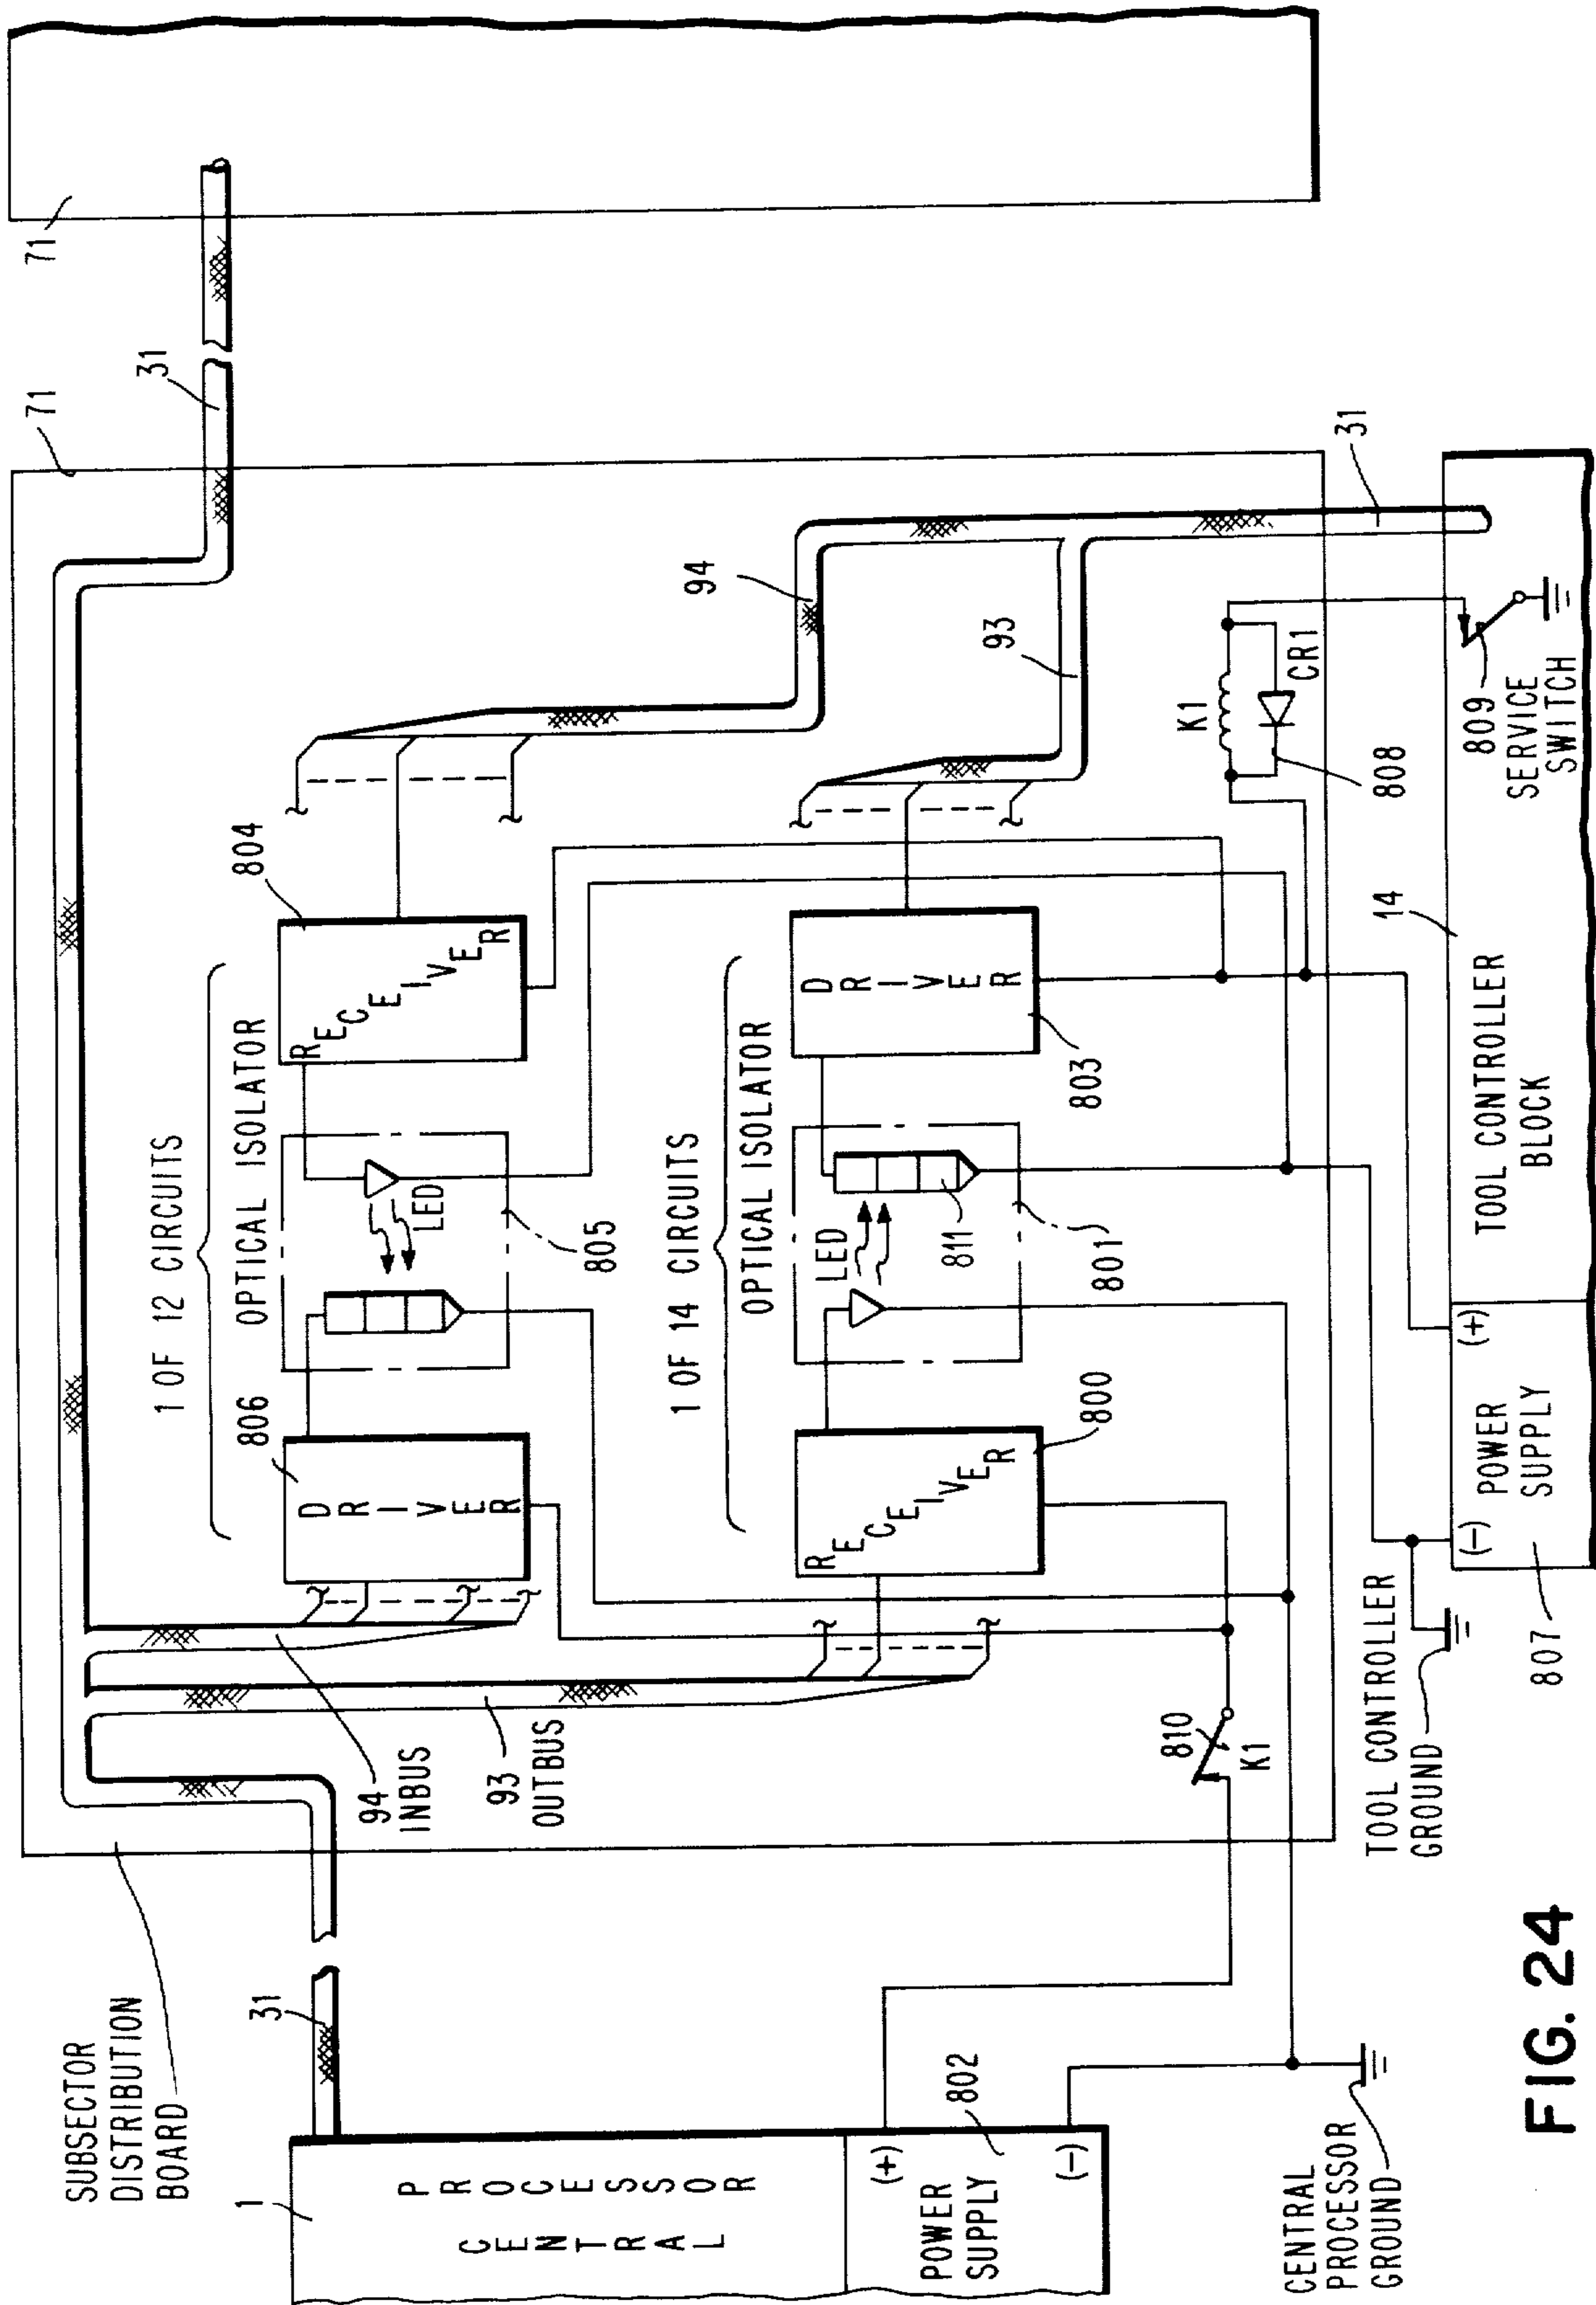 SUBSECTOR
DISTRIBUTION
BOARD
1
31
CENTRAL
PROCESSOR
(+)
POWER
SUPPLY
802
(-)
CENTRAL
PROCESSOR
GROUND
94
INBUS
93
OUTBUS
1 OF 12 CIRCUITS
OPTICAL ISOLATOR
806
DRIVER
LED
805
804
RECEIVER
94
1 OF 14 CIRCUITS
OPTICAL ISOLATOR
RECEIVER
800
LED
811
801
DRIVER
803
93
810
K1
K1
CR1
808
71
31
71
31
TOOL CONTROLLER
GROUND
807
(-)
(+)
POWER
SUPPLY
TOOL CONTROLLER
BLOCK
14
809
SERVICE
SWITCH
FIG. 24